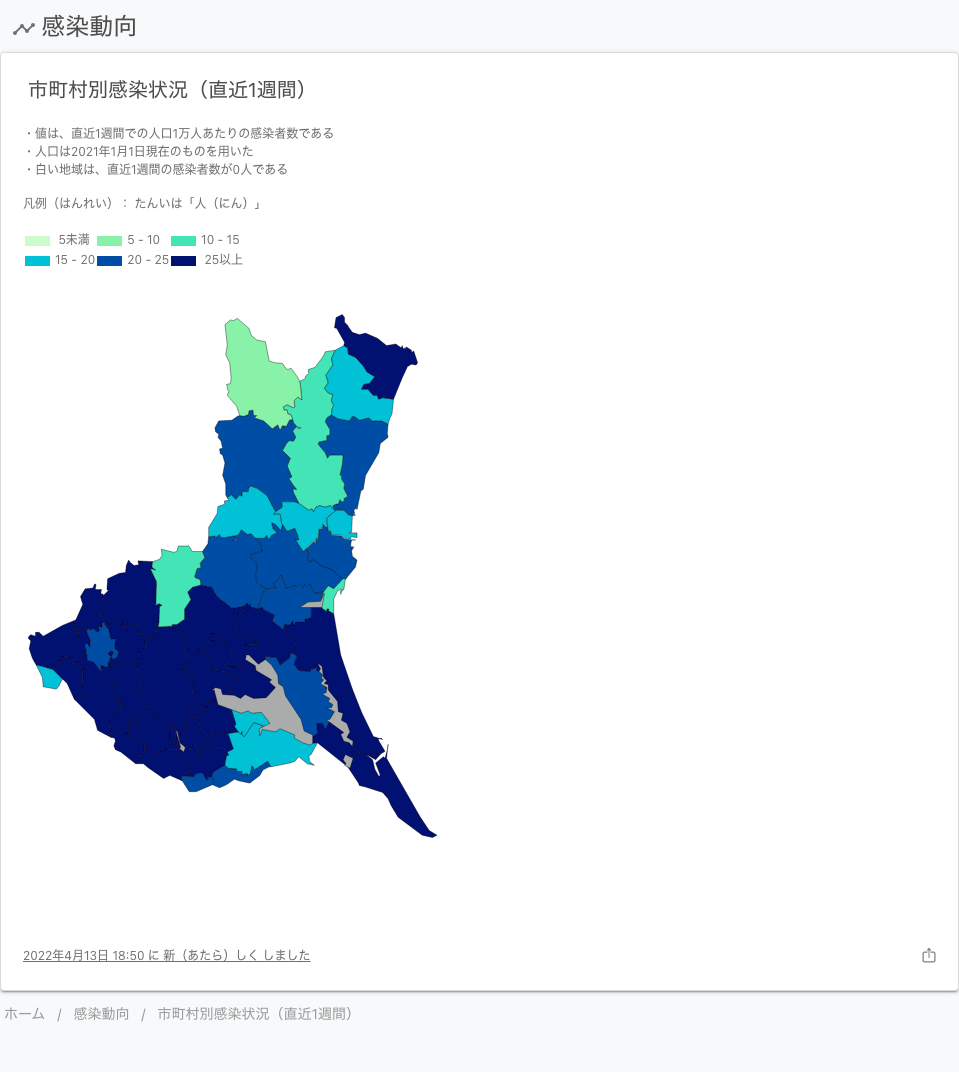 感染動向
市町村別感染状況（直近1週間）
・値は、直近1週間での人口1万人あたりの感染者数である
・人口は2021年1月1日現在のものを用いた
・白い地域は、直近1週間の感染者数が0人である
凡例（はんれい）： たんいは「人（にん）」
5未満 5 - 10 10 - 15
15 - 20 20 - 25 25以上
2022年4月13日 18:50 に 新（あたら）しく しました
ホーム / 感染動向 / 市町村別感染状況（直近1週間）